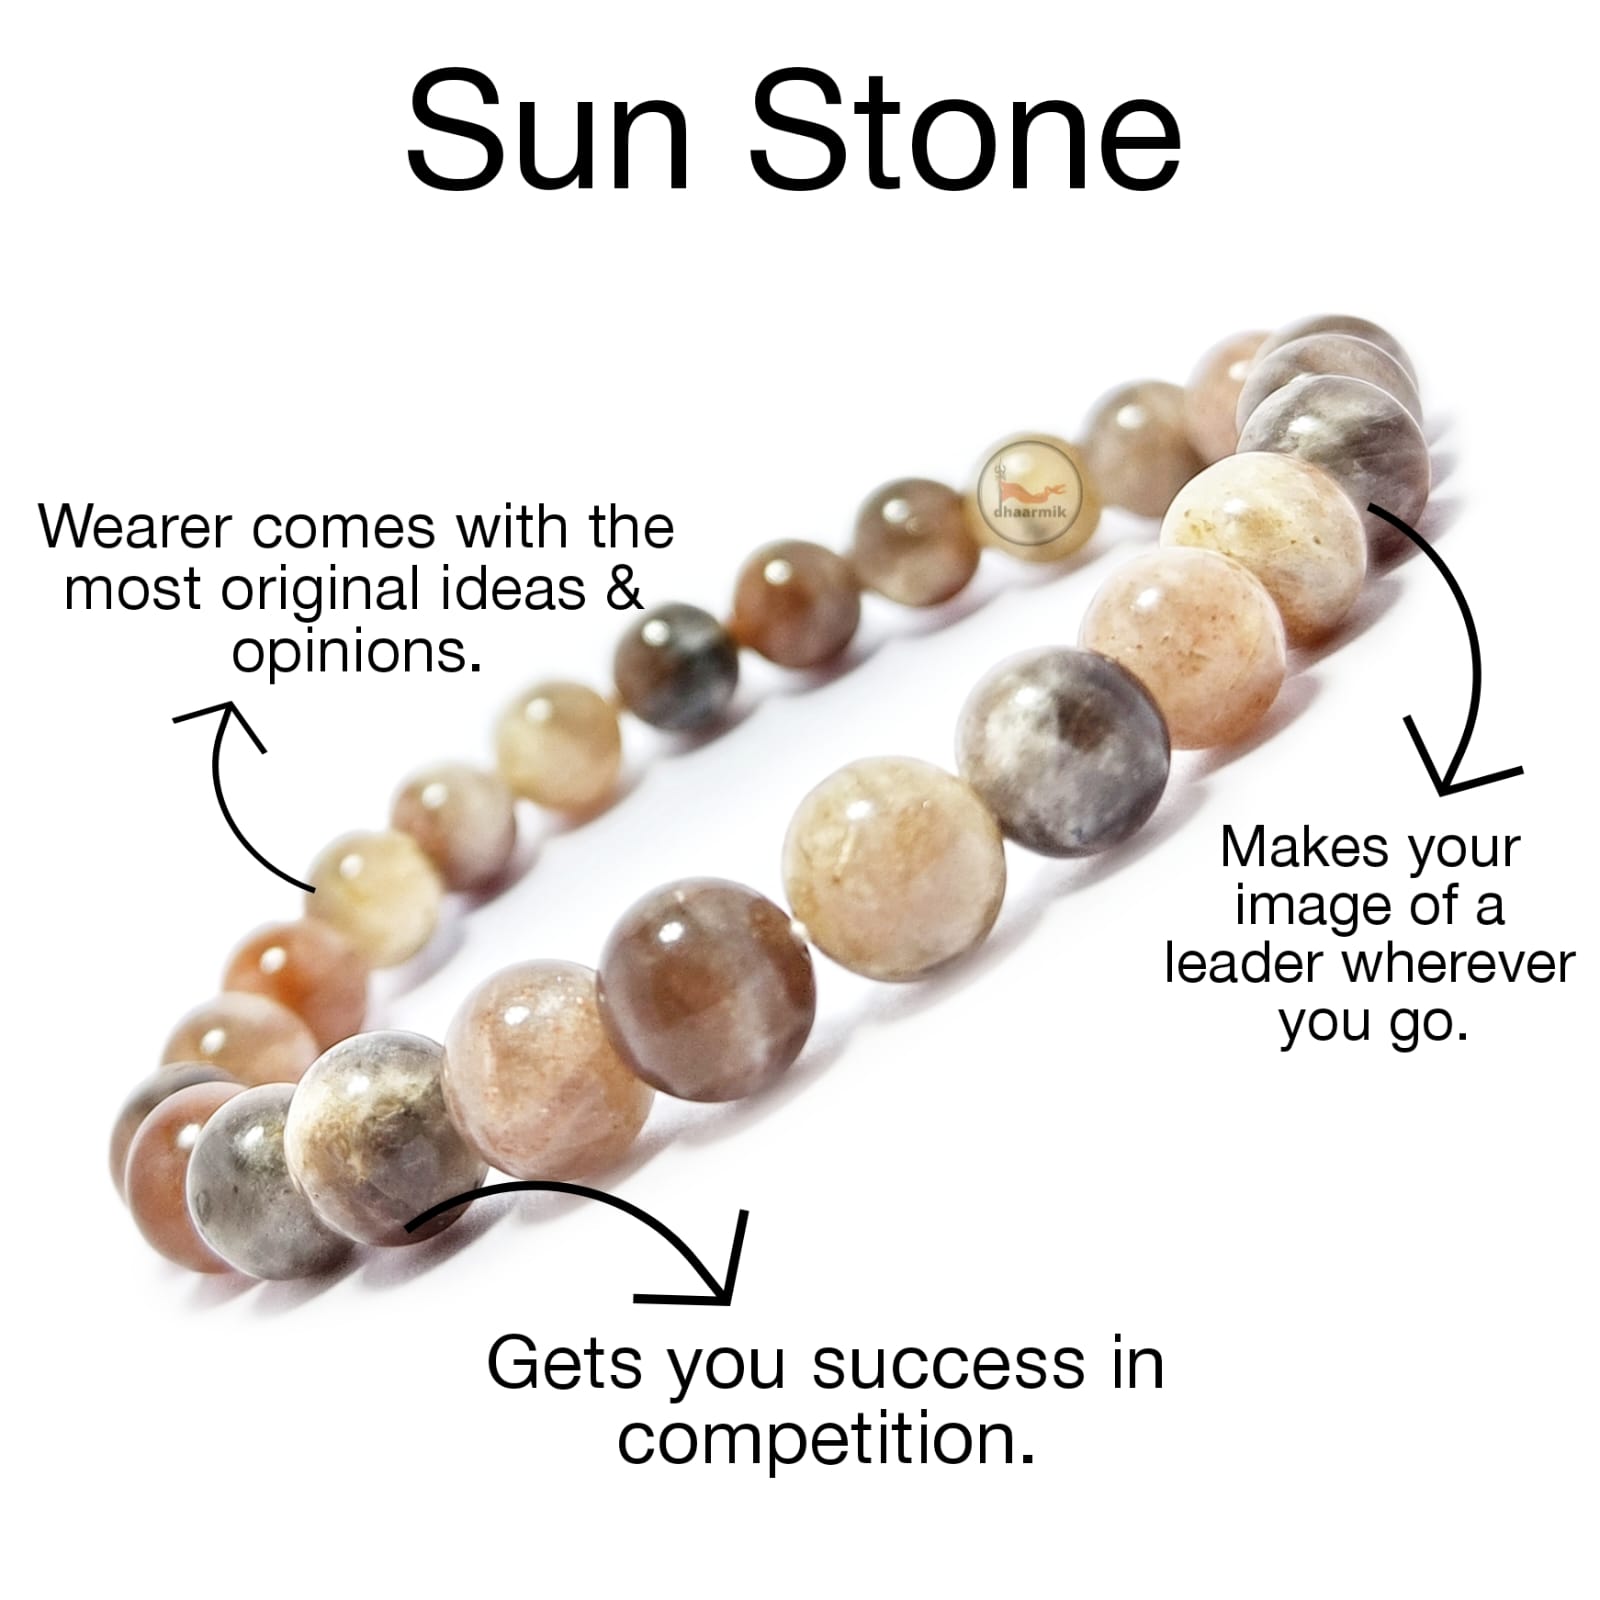 Sun Stone
Wearer comes with the
most original ideas &
opinions.
dhaarmik
Makes your
image of a
leader wherever
you go.
Gets you success in
competition.